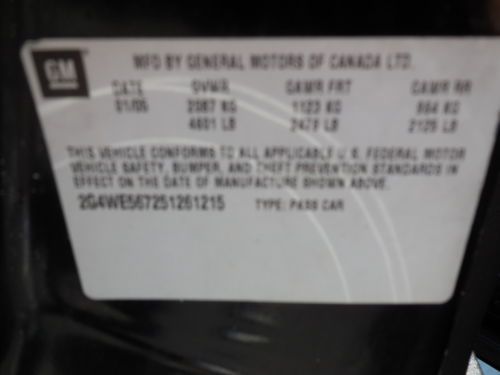 GM
MFD BY GENERAL MOTORS OF CANADA LTD.
DATE GVWR GAWR FRT GAWR RR
01/05 2087 KG 1123 KG 964 KG
4601 LB 2476 LB 2125 LB
THIS VEHICLE CONFORMS TO ALL APPLICABLE U.S. FEDERAL MOTOR
VEHICLE SAFETY, BUMPER, AND THEFT PREVENTION STANDARDS IN
EFFECT ON THE DATE OF MANUFACTURE SHOWN ABOVE.
2G4WE567251261215 TYPE: PASS CAR